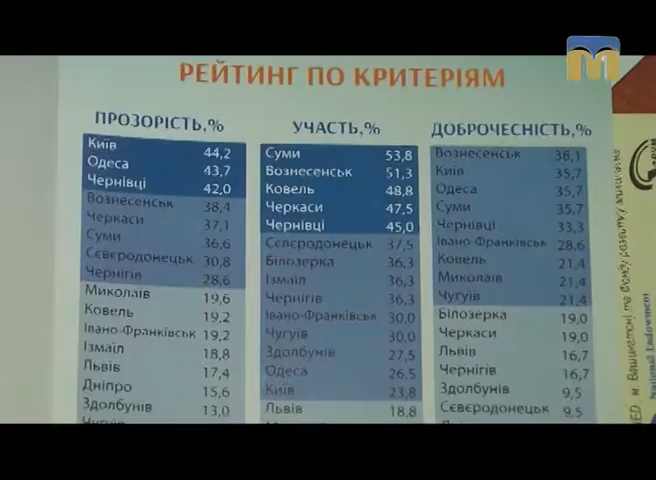 РЕЙТИНГ ПО КРИТЕРІЯМ
ПРОЗОРІСТЬ,%
Київ 44,2
Одеса 43,7
Чернівці 42,0
Вознесенськ 38,4
Черкаси 37,1
Суми 36,6
Сєвєродонецьк 30,8
Чернігів 28,6
Миколаїв 19,6
Ковель 19,2
Івано-Франківськ 19,2
Ізмаїл 18,8
Львів 17,4
Дніпро 15,6
Здолбунів 13,0
УЧАСТЬ,%
Суми 53,8
Вознесенськ 51,3
Ковель 48,8
Черкаси 47,5
Чернівці 45,0
Сєвєродонецьк 37,5
Білозерка 36,3
Ізмаїл 36,3
Чернігів 36,3
Івано-Франківськ 30,0
Чугуїв 30,0
Здолбунів 27,5
Одеса 26,5
Київ 23,8
Львів 18,8
ДОБРОЧЕСНІСТЬ,%
Вознесенськ 38,1
Київ 35,7
Одеса 35,7
Суми 35,7
Чернівці 33,3
Івано-Франківськ 28,6
Ковель 21,4
Миколаїв 21,4
Чугуїв 21,4
Білозерка 19,0
Черкаси 19,0
Львів 16,7
Чернігів 16,7
Здолбунів 9,5
Сєвєродонецьк 9,5
м. Вашингтон) та Фонду розвитку
National Endowment